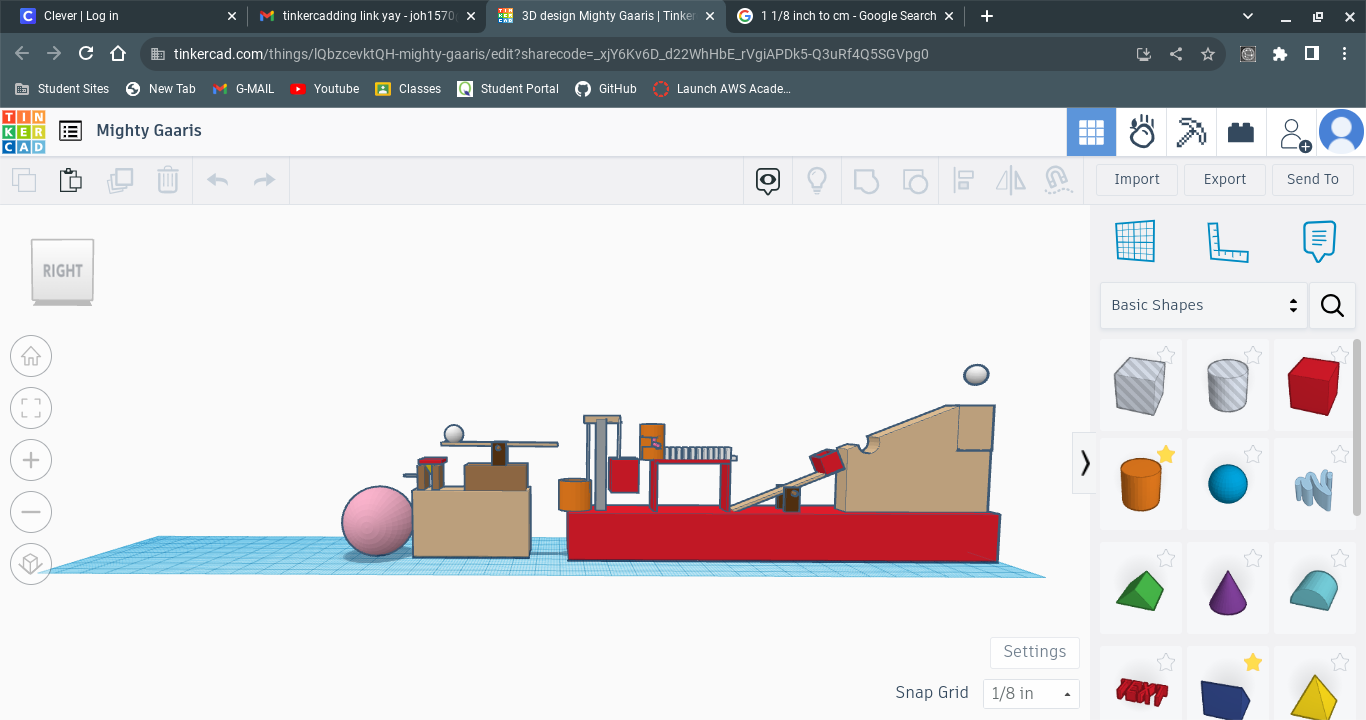 Clever | Log in
tinkercadding link yay - joh1570
3D design Mighty Gaaris | Tinker
1 1/8 inch to cm - Google Search
tinkercad.com/things/lQbzcevktQH-mighty-gaaris/edit?sharecode=_xjY6Kv6D_d22WhHbE_rVgiAPDk5-Q3uRf4Q5SGVpg0
Student Sites
New Tab
G-MAIL
Youtube
Classes
Student Portal
GitHub
Launch AWS Acade...
TIN
KER
CAD
Mighty Gaaris
Import
Export
Send To
RIGHT
Basic Shapes
TEXT
Settings
Snap Grid
1/8 in